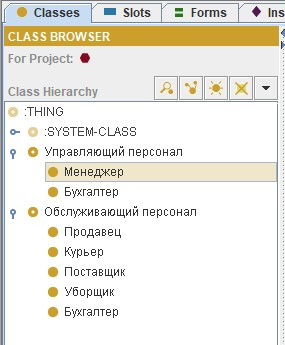 Classes Slots Forms Ins
CLASS BROWSER
For Project:
Class Hierarchy
:THING
:SYSTEM-CLASS
Управляющий персонал
Менеджер
Бухгалтер
Обслуживающий персонал
Продавец
Курьер
Поставщик
Уборщик
Бухгалтер